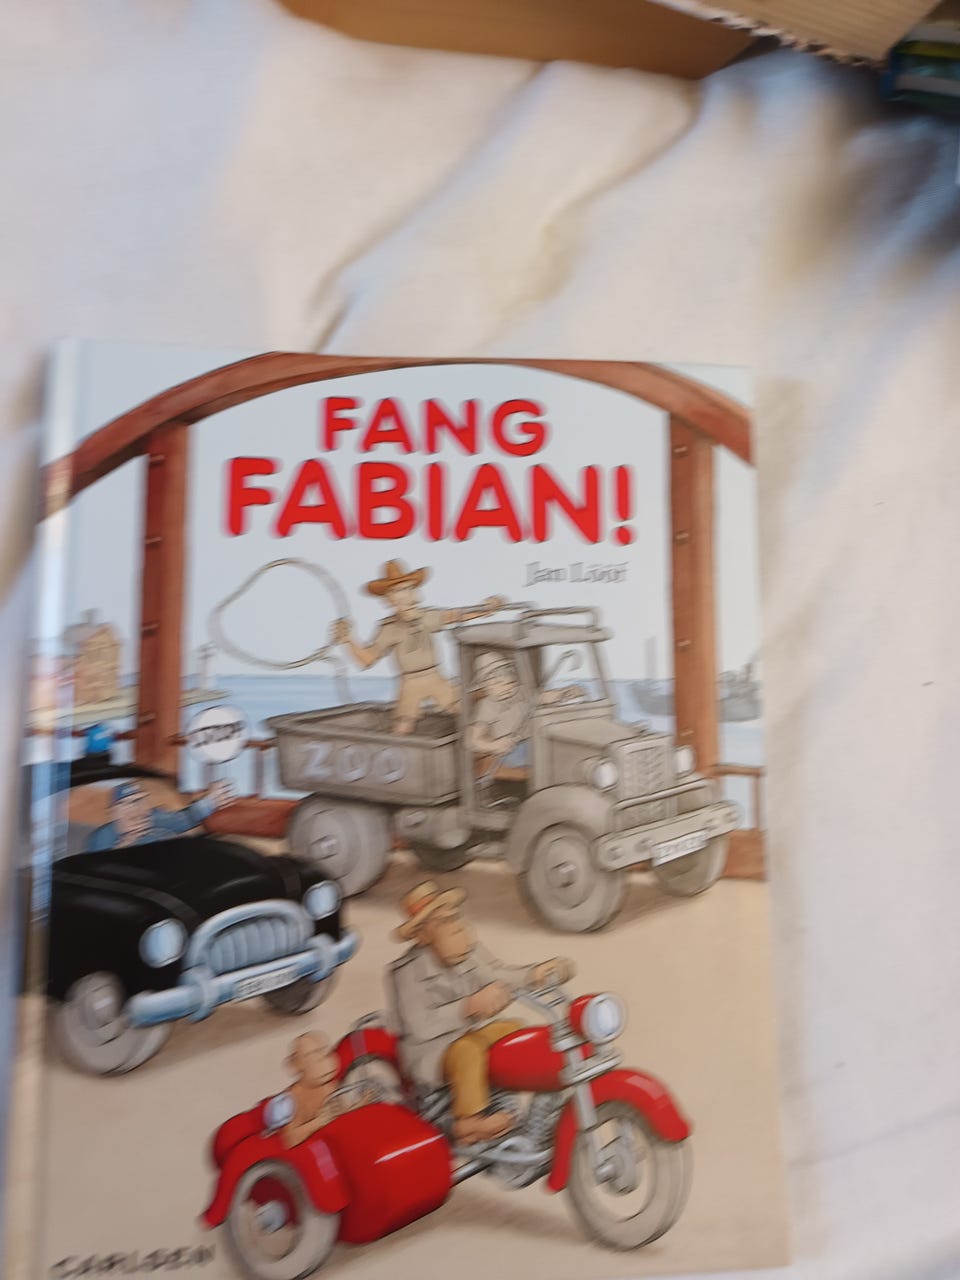 FANG
FABIAN!
Jan Lööf
ZOO
CARLSEN